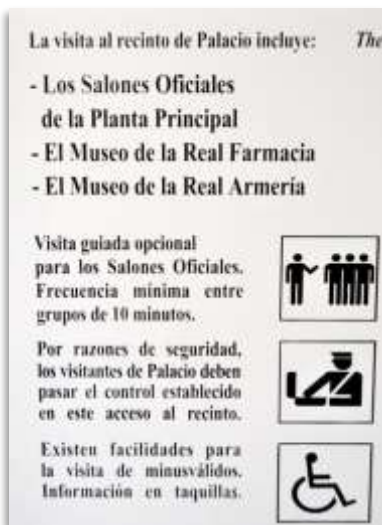 La visita al recinto de Palacio incluye: The
- Los Salones Oficiales
de la Planta Principal
- El Museo de la Real Farmacia
- El Museo de la Real Armería
Visita guiada opcional
para los Salones Oficiales.
Frecuencia mínima entre
grupos de 10 minutos.
Por razones de seguridad,
los visitantes de Palacio deben
pasar el control establecido
en este acceso al recinto.
Existen facilidades para
la visita de minusválidos.
Información en taquillas.